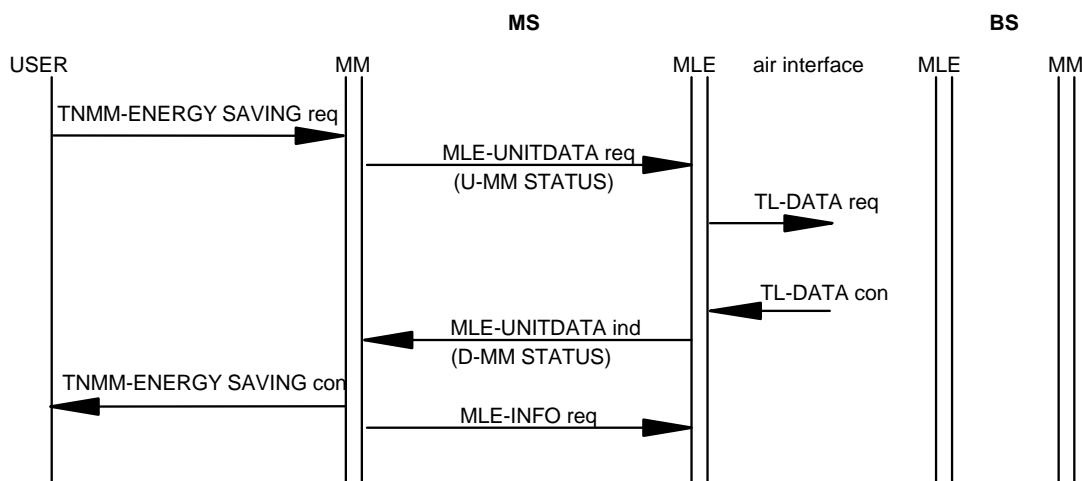 MS BS
USER MM MLE air interface MLE MM
TNMM-ENERGY SAVING req
MLE-UNITDATA req
(U-MM STATUS)
TL-DATA req
TL-DATA con
MLE-UNITDATA ind
(D-MM STATUS)
TNMM-ENERGY SAVING con
MLE-INFO req